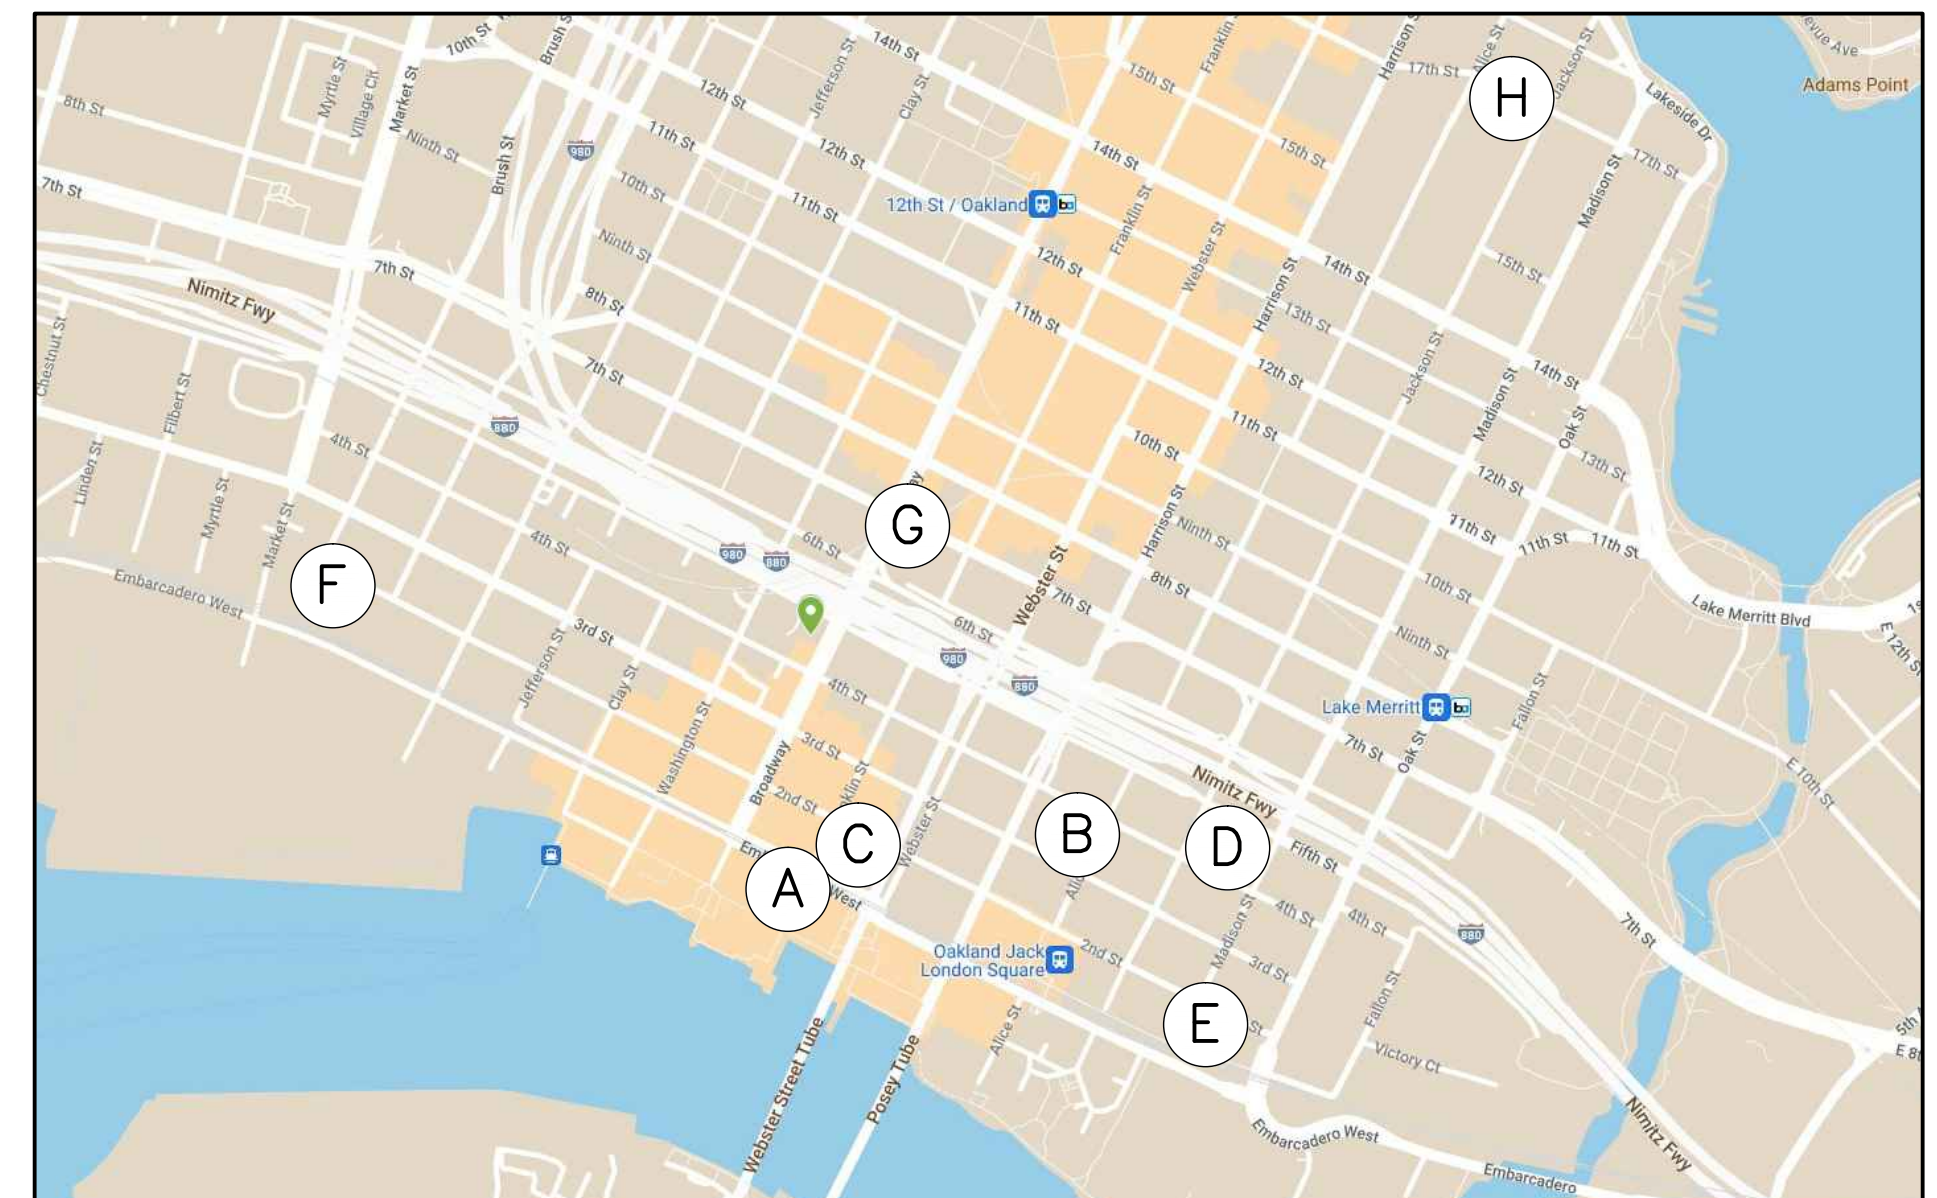 10th St
Brush St
14th St
Jefferson St
Clay St
12th St
15th St
Franklin
Harrison
17th St
Alice St
Jackson St
H
Lakeside Dr
Adams Point
8th St
Myrtle St
Village Cir
Market St
Ninth St
Brush St
980
11th St
12th St
14th St
15th St
17th St
Madison St
7th St
10th St
11th St
12th St / Oakland
Franklin St
Webster St
15th St
Ninth St
12th St
14th St
Harrison St
7th St
Nimitz Fwy
8th St
11th St
13th St
Chestnut St
Filbert St
7th St
12th St
Jackson St
Madison St
14th St
Oak St
880
4th St
10th St
11th St
13th St
12th St
Linden St
Myrtle St
Market St
4th St
6th St
G
Harrison St
Ninth St
11th St
11th St
11th St
980
880
Webster St
8th St
10th St
F
Embarcadero West
3rd St
7th St
6th St
Ninth St
Lake Merritt Blvd
Jefferson St
Clay St
980
880
4th St
Lake Merritt
Fallon St
Washington St
Broadway
3rd St
7th St
Oak St
Nimitz Fwy
E 10th St
2nd St
C
B
D
Webster St
Fifth St
A
West
4th St
4th St
Madison St
880
7th St
Oakland Jack
London Square
2nd St
3rd St
E
St
Fallon St
Alice St
Victory Ct
Webster Street Tube
Posey Tube
Embarcadero West
Nimitz Fwy
Embarcadero